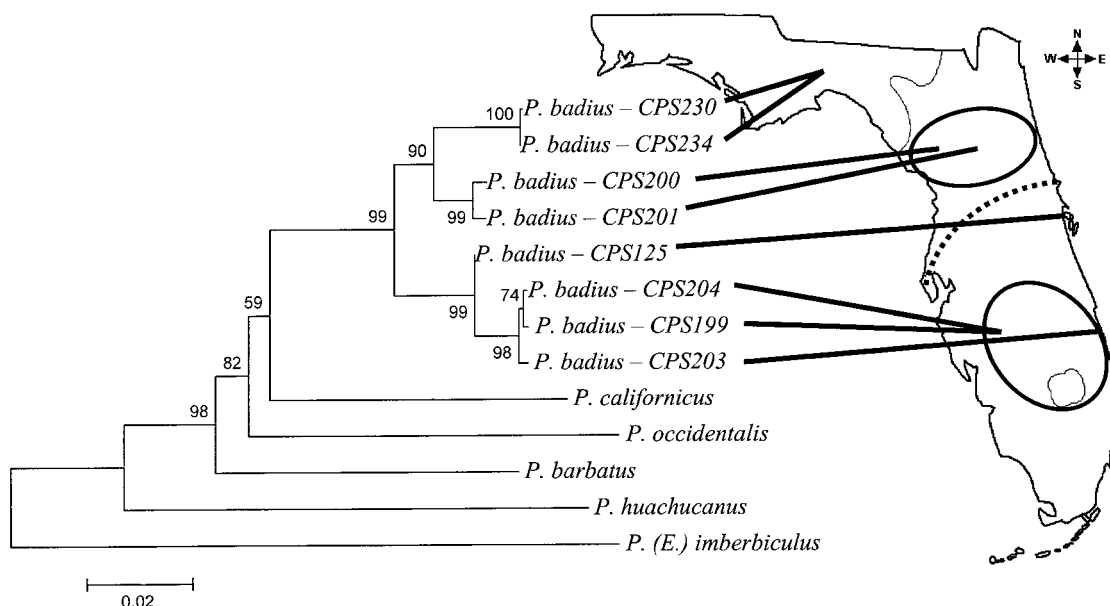 N
W E
S
P. badius – CPS230
100
P. badius – CPS234
90
P. badius – CPS200
P. badius – CPS201
99
99
P. badius – CPS125
P. badius – CPS204
74
59
99
P. badius – CPS199
98
P. badius – CPS203
82
P. californicus
98
P. occidentalis
P. barbatus
P. huachucanus
P. (E.) imberbiculus
0.02